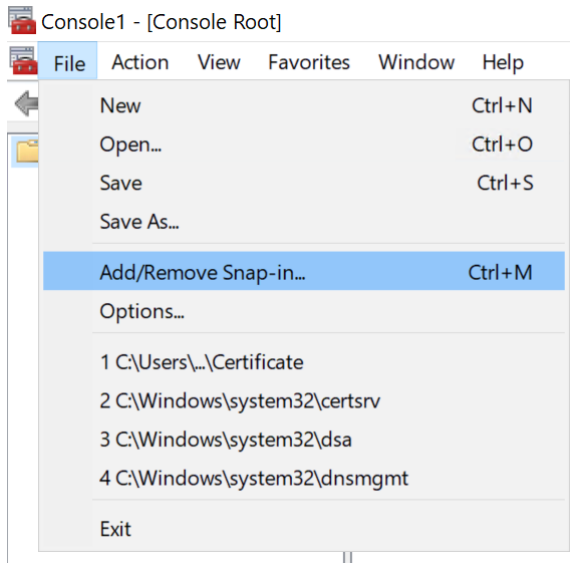 Console1 - [Console Root]
File Action View Favorites Window Help
New Ctrl+N
Open... Ctrl+O
Save Ctrl+S
Save As...
Add/Remove Snap-in... Ctrl+M
Options...
1 C:\Users\...\Certificate
2 C:\Windows\system32\certsrv
3 C:\Windows\system32\dsa
4 C:\Windows\system32\dnsmgmt
Exit